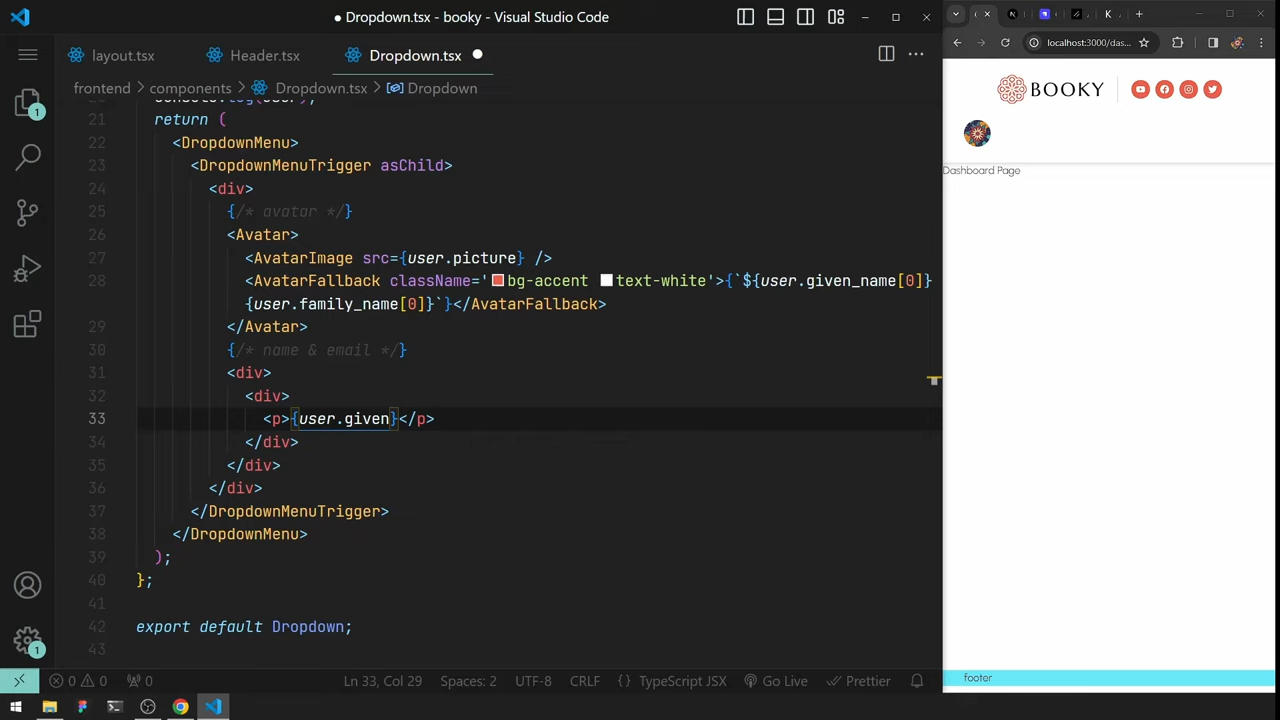 ● Dropdown.tsx - booky - Visual Studio Code
layout.tsx
Header.tsx
Dropdown.tsx
frontend > components > Dropdown.tsx > Dropdown
21 return (
22 <DropdownMenu>
23 <DropdownMenuTrigger asChild>
24 <div>
25 {/* avatar */}
26 <Avatar>
27 <AvatarImage src={user.picture} />
28 <AvatarFallback className='bg-accent text-white'>{`${user.given_name[0]}
{user.family_name[0]}`}</AvatarFallback>
29 </Avatar>
30 {/* name & email */}
31 <div>
32 <div>
33 <p>{user.given}</p>
34 </div>
35 </div>
36 </div>
37 </DropdownMenuTrigger>
38 </DropdownMenu>
39 );
40 };
41
42 export default Dropdown;
43
1
1
0 0
0
Ln 33, Col 29
Spaces: 2
UTF-8
CRLF
{ } TypeScript JSX
Go Live
Prettier
localhost:3000/das...
BOOKY
Dashboard Page
footer